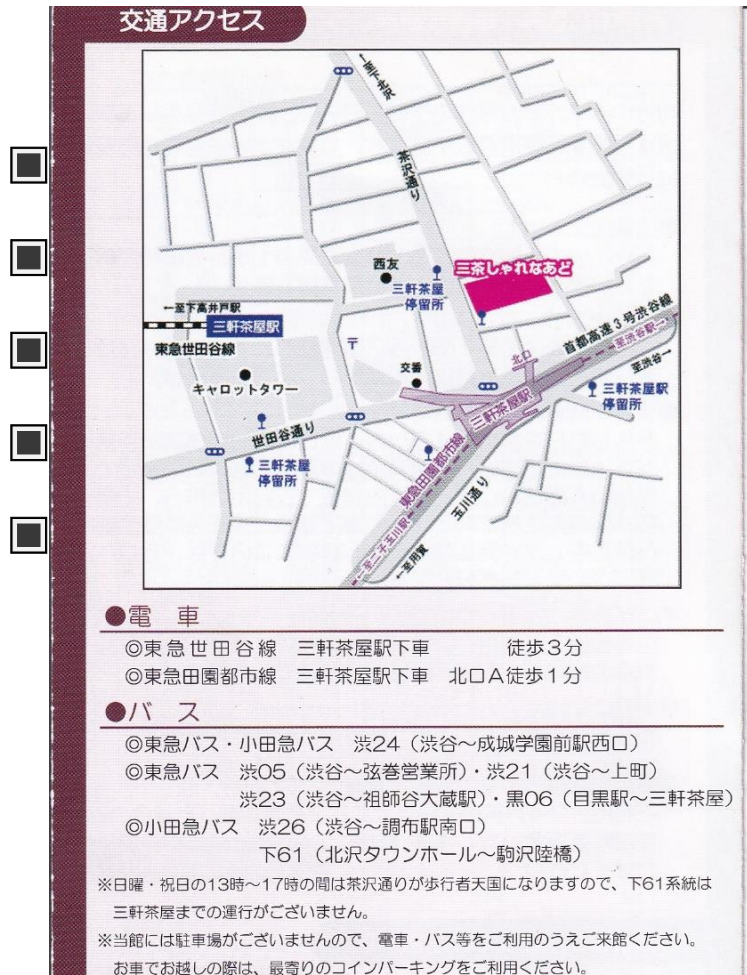 交通アクセス
↑至下北沢
茶沢通り
西友
三茶しゃれなあど
三軒茶屋
停留所
←至下高井戸駅
三軒茶屋駅
東急世田谷線
〒
交番
キャロットタワー
北口
首都高速3号渋谷線
至渋谷駅→
至渋谷→
三軒茶屋駅
三軒茶屋駅
停留所
世田谷通り
三軒茶屋
停留所
東急田園都市線
玉川通り
←至二子玉川駅
←至用賀
●電 車
◎東急世田谷線 三軒茶屋駅下車 徒歩3分
◎東急田園都市線 三軒茶屋駅下車 北口A徒歩1分
●バ ス
◎東急バス・小田急バス 渋24(渋谷~成城学園前駅西口)
◎東急バス 渋05(渋谷~弦巻営業所)・渋21(渋谷~上町)
渋23(渋谷~祖師谷大蔵駅)・黒06(目黒駅~三軒茶屋)
◎小田急バス 渋26(渋谷~調布駅南口)
下61(北沢タウンホール~駒沢陸橋)
※日曜・祝日の13時~17時の間は茶沢通りが歩行者天国になりますので、下61系統は
三軒茶屋までの運行がございません。
※当館には駐車場がございませんので、電車・バス等をご利用のうえご来館ください。
お車でお越しの際は、最寄りのコインパーキングをご利用ください。